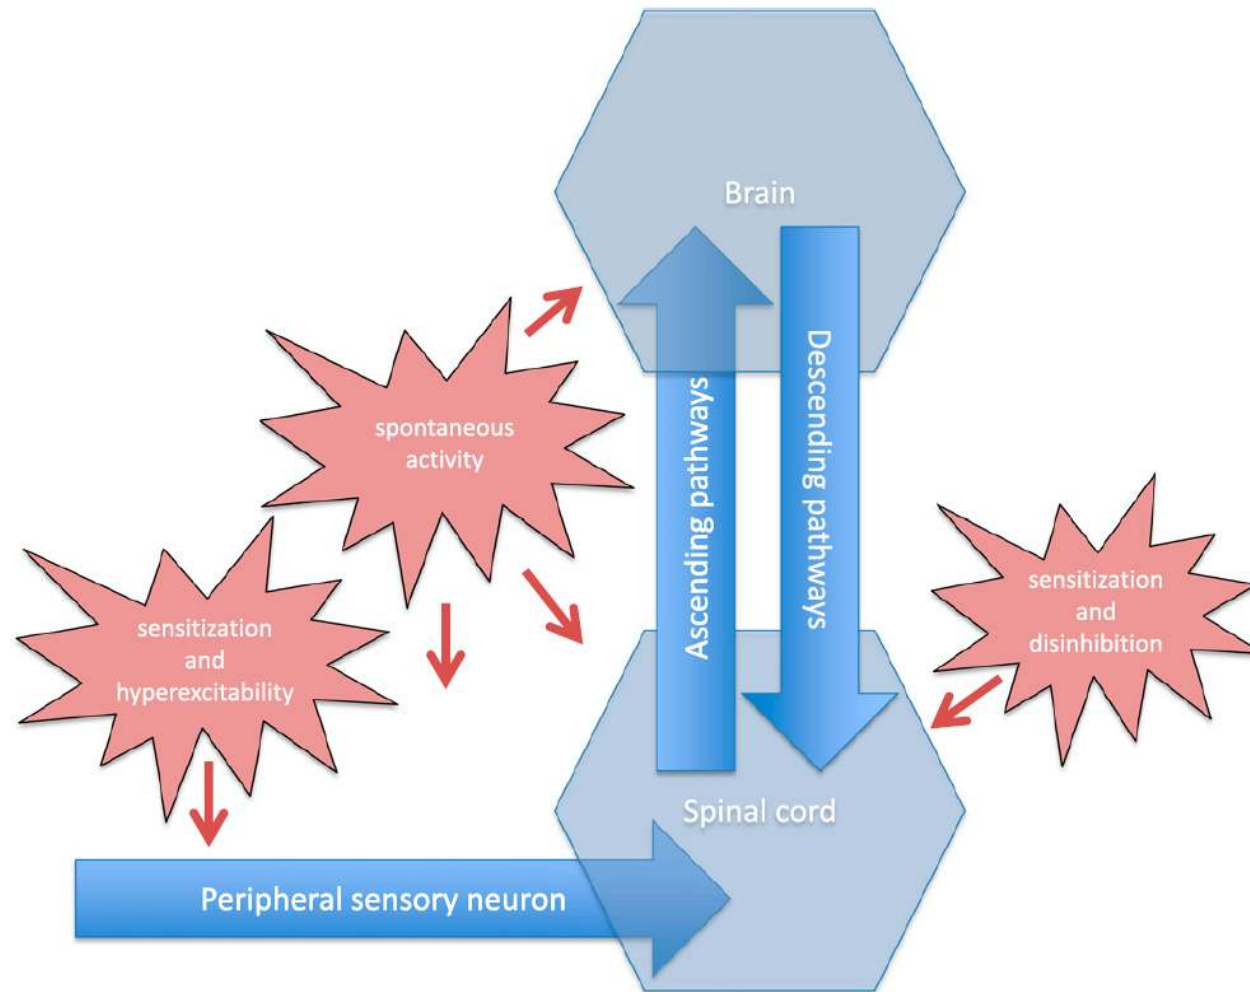 Brain
Ascending pathways
Descending pathways
spontaneous
activity
sensitization
and
hyperexcitability
sensitization
and
disinhibition
Spinal cord
Peripheral sensory neuron